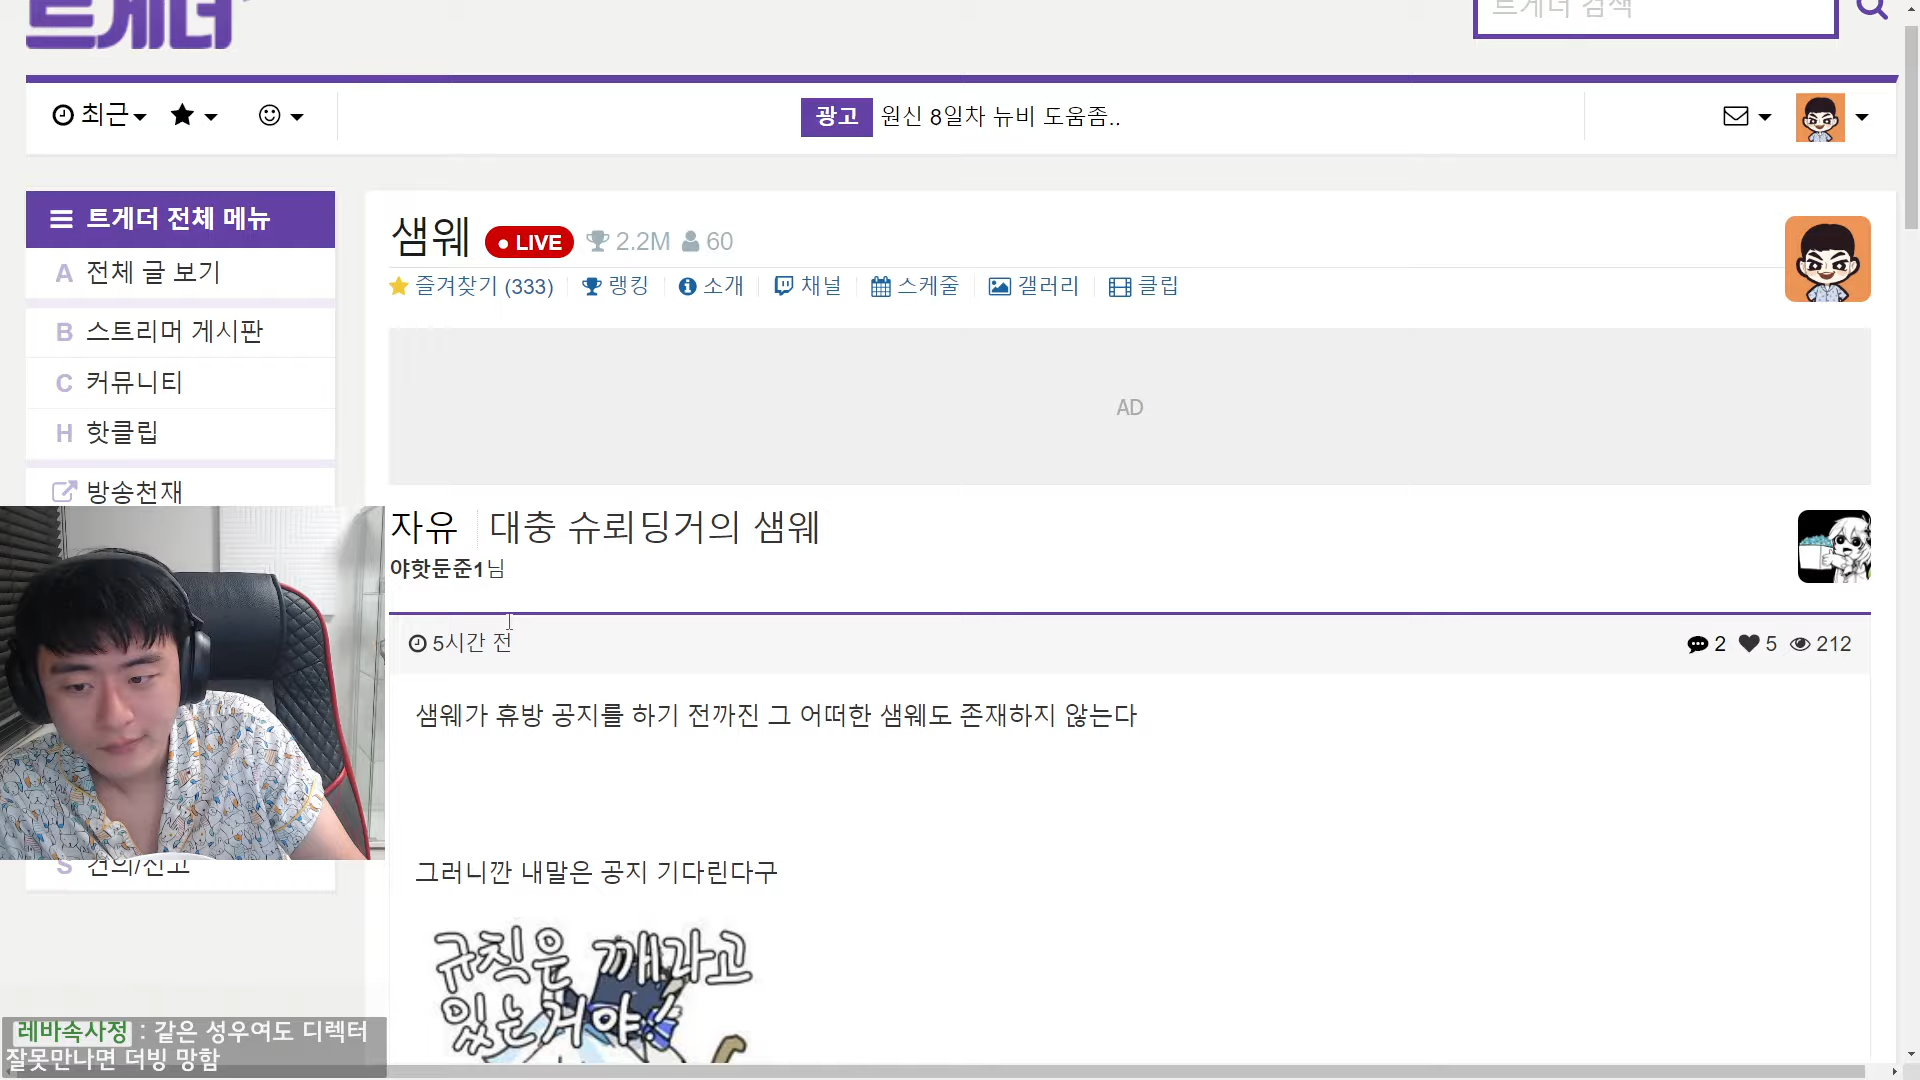 트게더
트게더 검색
최근
광고 원신 8일차 뉴비 도움좀..
트게더 전체 메뉴
A 전체 글 보기
B 스트리머 게시판
C 커뮤니티
H 핫클립
방송천재
S 건의/신고
샘웨 LIVE 2.2M 60
즐겨찾기 (333) 랭킹 소개 채널 스케줄 갤러리 클립
AD
자유 대충 슈뢰딩거의 샘웨
야핫둔준1님
5시간 전 2 5 212
샘웨가 휴방 공지를 하기 전까진 그 어떠한 샘웨도 존재하지 않는다
그러니깐 내말은 공지 기다린다구
규칙은 깨라고
있는거야!
레바속사정 : 같은 성우여도 디렉터
잘못만나면 더빙 망함